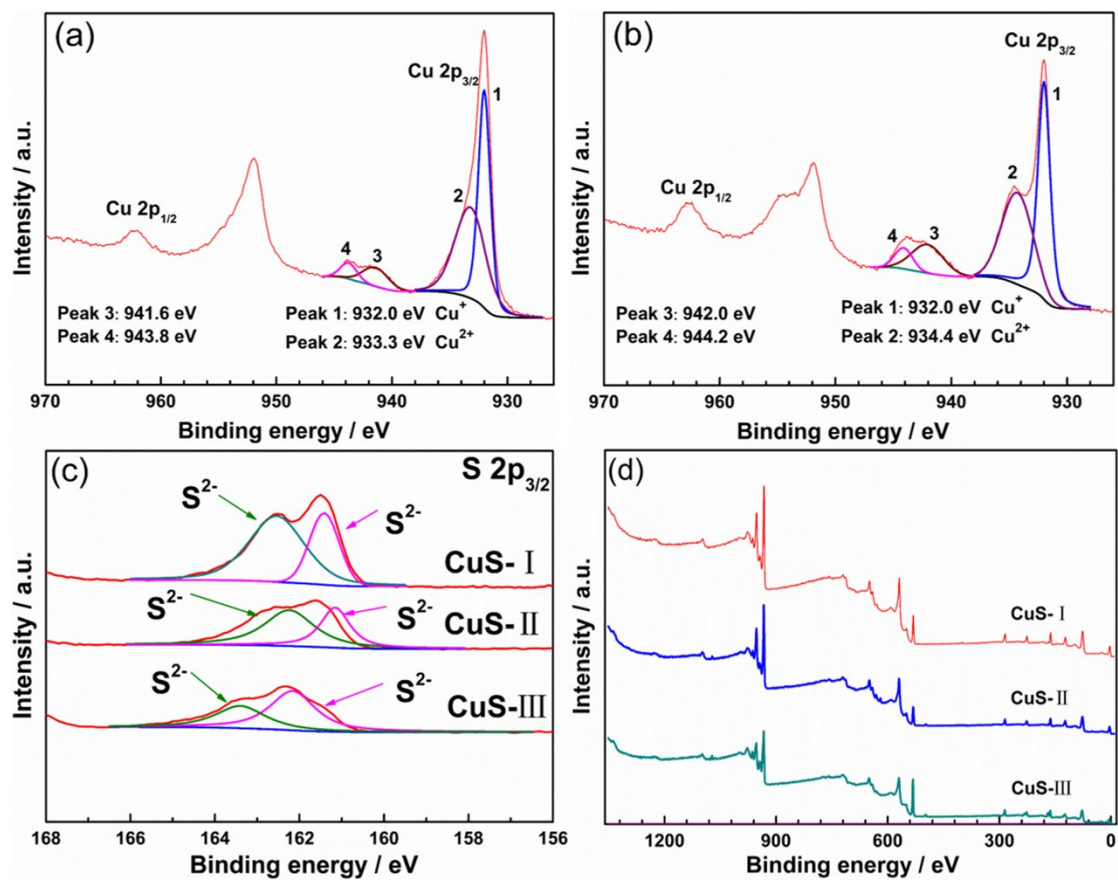 (a)
Cu 2p3/2
1
2
Cu 2p1/2
4
3
Peak 3: 941.6 eV
Peak 4: 943.8 eV
Peak 1: 932.0 eV Cu+
Peak 2: 933.3 eV Cu2+
Intensity / a.u.
970 960 950 940 930
Binding energy / eV
(b)
Cu 2p3/2
1
2
Cu 2p1/2
4
3
Peak 3: 942.0 eV
Peak 4: 944.2 eV
Peak 1: 932.0 eV Cu+
Peak 2: 934.4 eV Cu2+
Intensity / a.u.
970 960 950 940 930
Binding energy / eV
(c)
S 2p3/2
S2-
S2-
CuS-Ⅰ
S2-
S2-
CuS-Ⅱ
S2-
S2-
CuS-Ⅲ
Intensity / a.u.
168 166 164 162 160 158 156
Binding energy / eV
(d)
CuS-Ⅰ
CuS-Ⅱ
CuS-Ⅲ
Intensity / a.u.
1200 900 600 300 0
Binding energy / eV